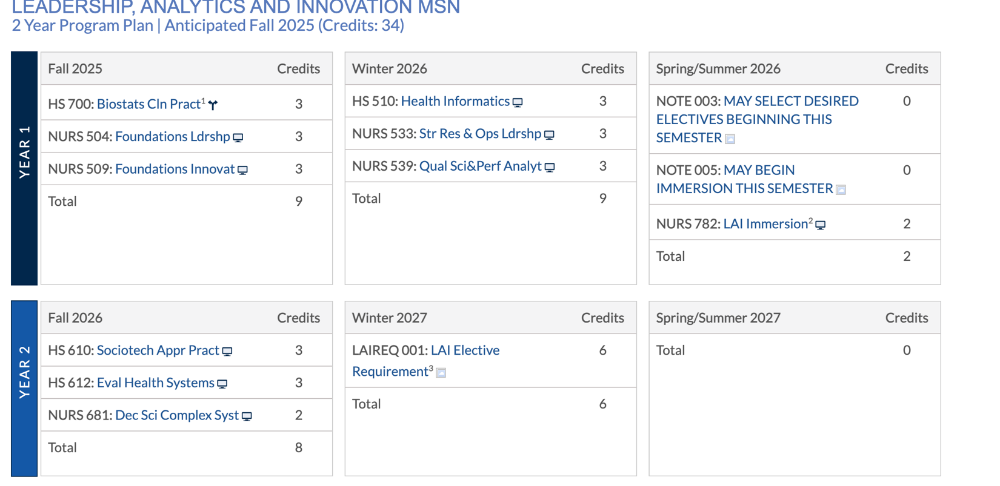 LEADERSHIP, ANALYTICS AND INNOVATION MSN
2 Year Program Plan | Anticipated Fall 2025 (Credits: 34)
YEAR 1
Fall 2025 Credits
HS 700: Biostats Cln Pract¹ 3
NURS 504: Foundations Ldrshp 3
NURS 509: Foundations Innovat 3
Total 9
Winter 2026 Credits
HS 510: Health Informatics 3
NURS 533: Str Res & Ops Ldrshp 3
NURS 539: Qual Sci&Perf Analyt 3
Total 9
Spring/Summer 2026 Credits
NOTE 003: MAY SELECT DESIRED 0
ELECTIVES BEGINNING THIS
SEMESTER
NOTE 005: MAY BEGIN 0
IMMERSION THIS SEMESTER
NURS 782: LAI Immersion² 2
Total 2
YEAR 2
Fall 2026 Credits
HS 610: Sociotech Appr Pract 3
HS 612: Eval Health Systems 3
NURS 681: Dec Sci Complex Syst 2
Total 8
Winter 2027 Credits
LAIREQ 001: LAI Elective 6
Requirement³
Total 6
Spring/Summer 2027 Credits
Total 0